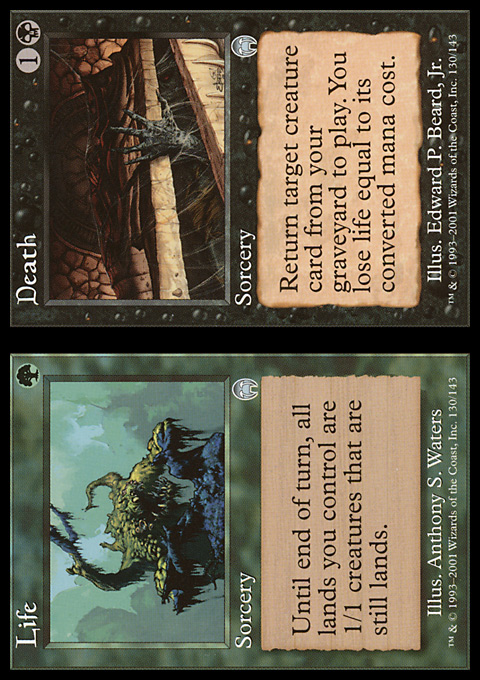 Life
Sorcery
Until end of turn, all
lands you control are
1/1 creatures that are
still lands.
Illus. Anthony S. Waters
™ & © 1993–2001 Wizards of the Coast, Inc. 130/143
Death
1
Sorcery
Return target creature
card from your
graveyard to play. You
lose life equal to its
converted mana cost.
Illus. Edward P. Beard, Jr.
™ & © 1993–2001 Wizards of the Coast, Inc. 130/143